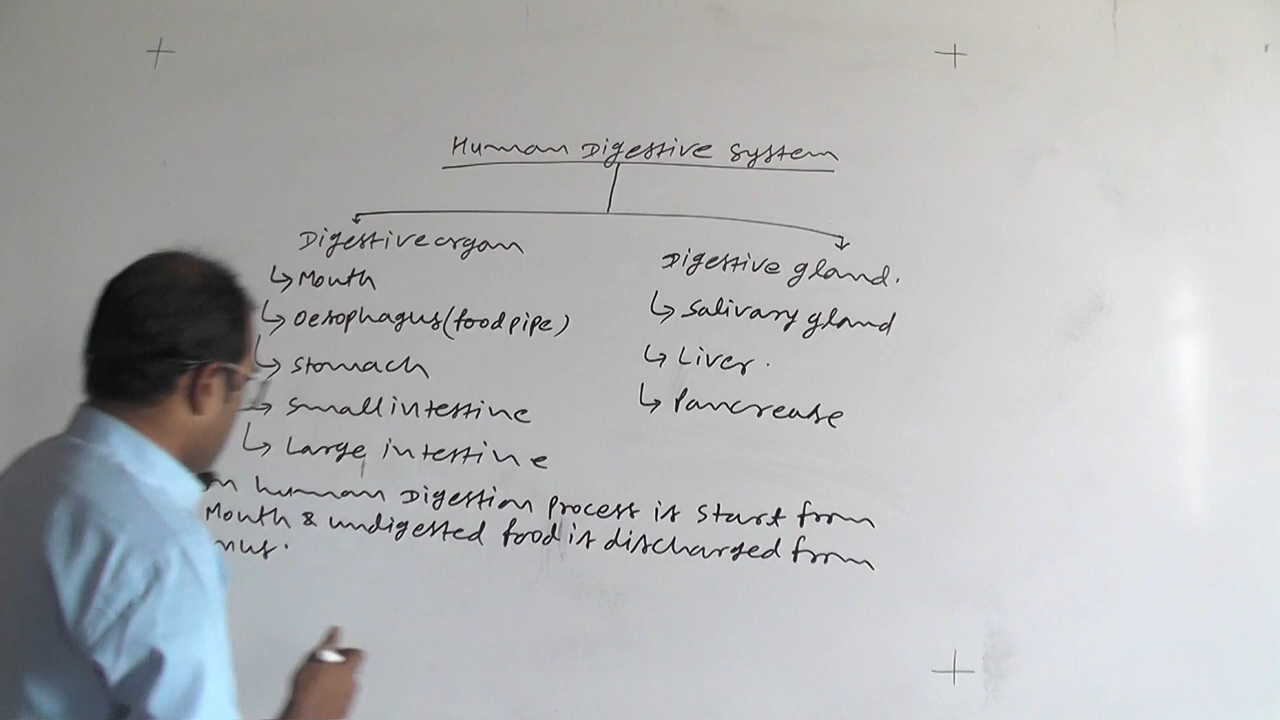 Human Digestive System
Digestive organ
↳ Mouth
↳ Oesophagus (food pipe)
↳ Stomach
↳ Small intestine
↳ Large intestine
Digestive gland.
↳ Salivary gland
↳ Liver.
↳ Pancrease
human Digestion process is start from
Mouth & undigested food is discharged from